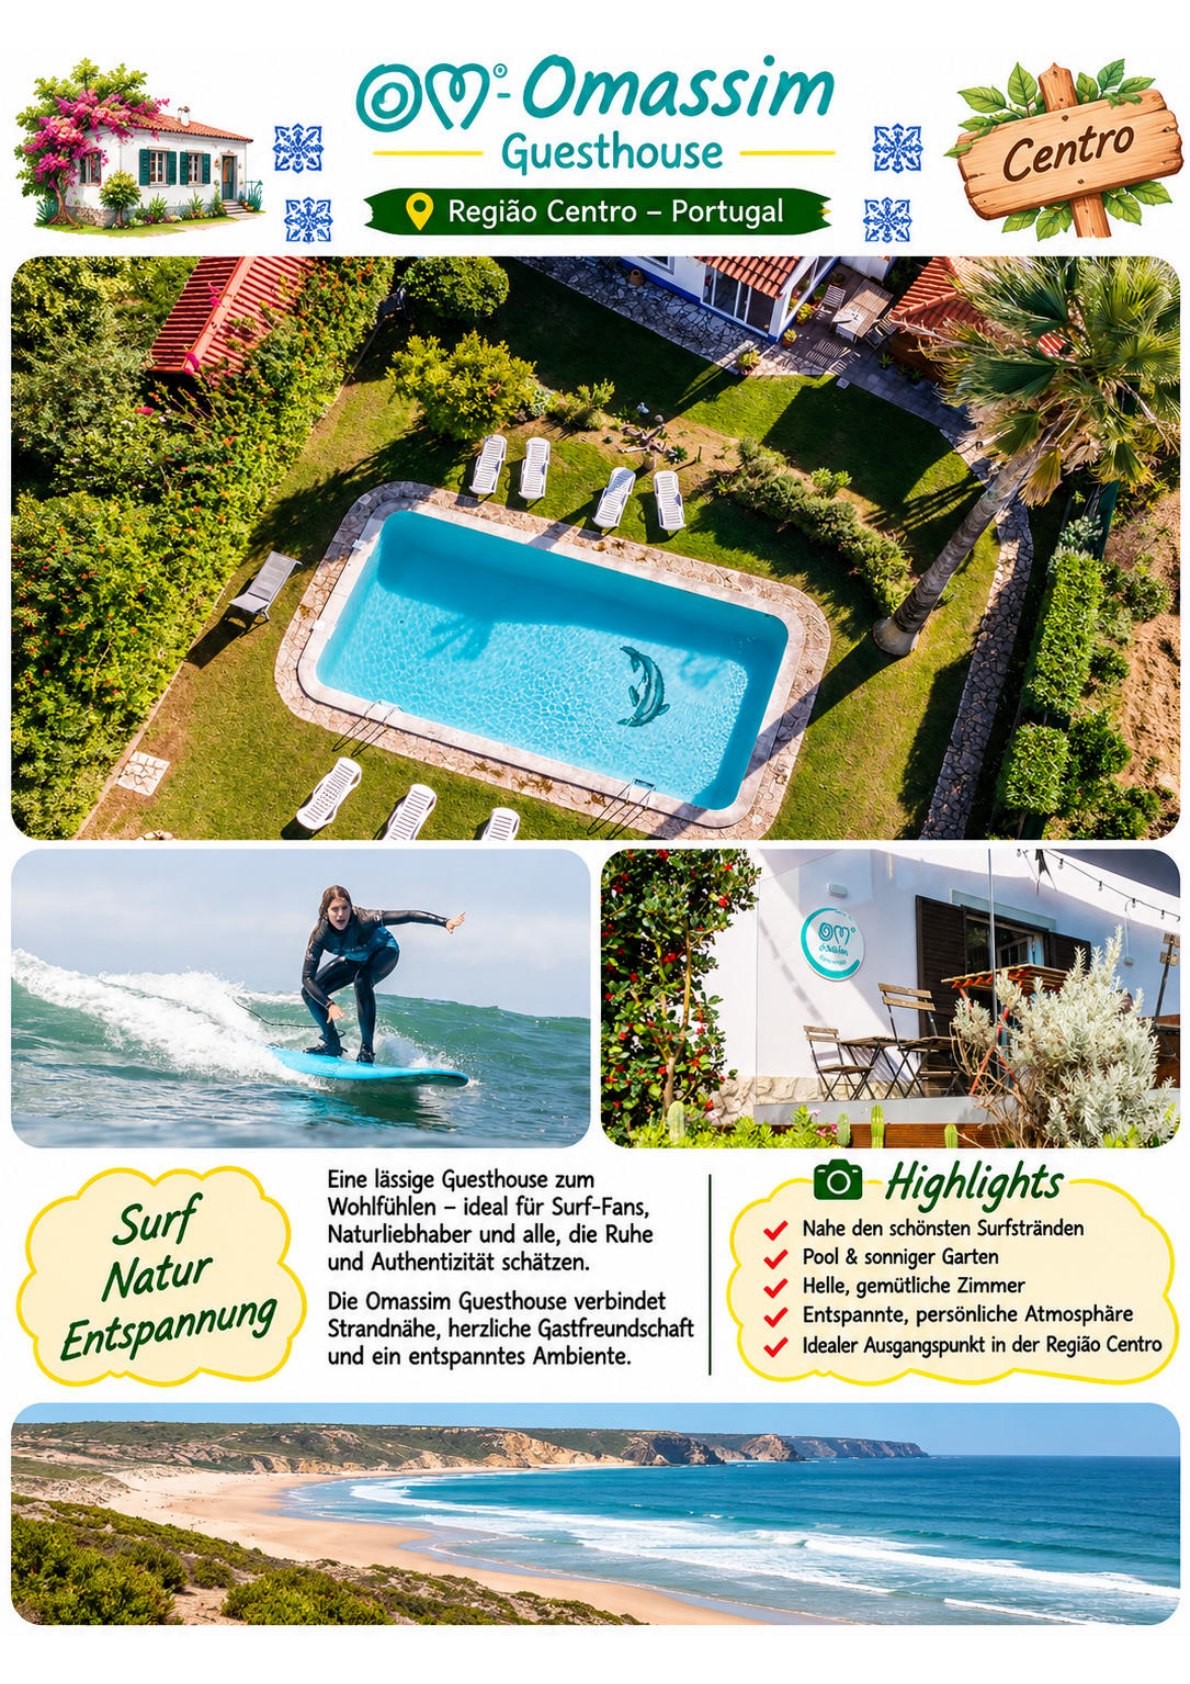 OM°- Omassim
Guesthouse
Região Centro – Portugal
Centro
OM°
Surf
Natur
Entspannung
Eine lässige Guesthouse zum
Wohlfühlen – ideal für Surf-Fans,
Naturliebhaber und alle, die Ruhe
und Authentizität schätzen.
Die Omassim Guesthouse verbindet
Strandnähe, herzliche Gastfreundschaft
und ein entspanntes Ambiente.
Highlights
Nahe den schönsten Surfstränden
Pool & sonniger Garten
Helle, gemütliche Zimmer
Entspannte, persönliche Atmosphäre
Idealer Ausgangspunkt in der Região Centro